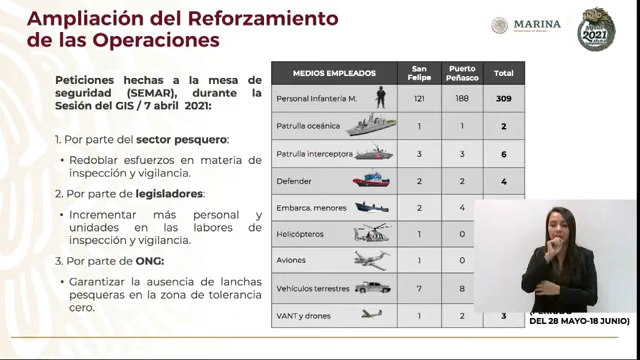 Ampliación del Reforzamiento
de las Operaciones
MARINA
2021
Peticiones hechas a la mesa de
seguridad (SEMAR), durante la
Sesión del GIS / 7 abril 2021:
1. Por parte del sector pesquero:
• Redoblar esfuerzos en materia de
inspección y vigilancia.
2. Por parte de legisladores:
• Incrementar más personal y
unidades en las labores de
inspección y vigilancia.
3. Por parte de ONG:
• Garantizar la ausencia de lanchas
pesqueras en la zona de tolerancia
cero.
MEDIOS EMPLEADOS San Felipe Puerto Peñasco Total
Personal Infantería M. 121 188 309
Patrulla oceánica 1 1 2
Patrulla interceptora 3 3 6
Defender 2 2 4
Embarca. menores 2 4
Helicópteros 1 0
Aviones 1 0
Vehículos terrestres 7 8
VANT y drones 1 2 3
DEL 28 MAYO-18 JUNIO)